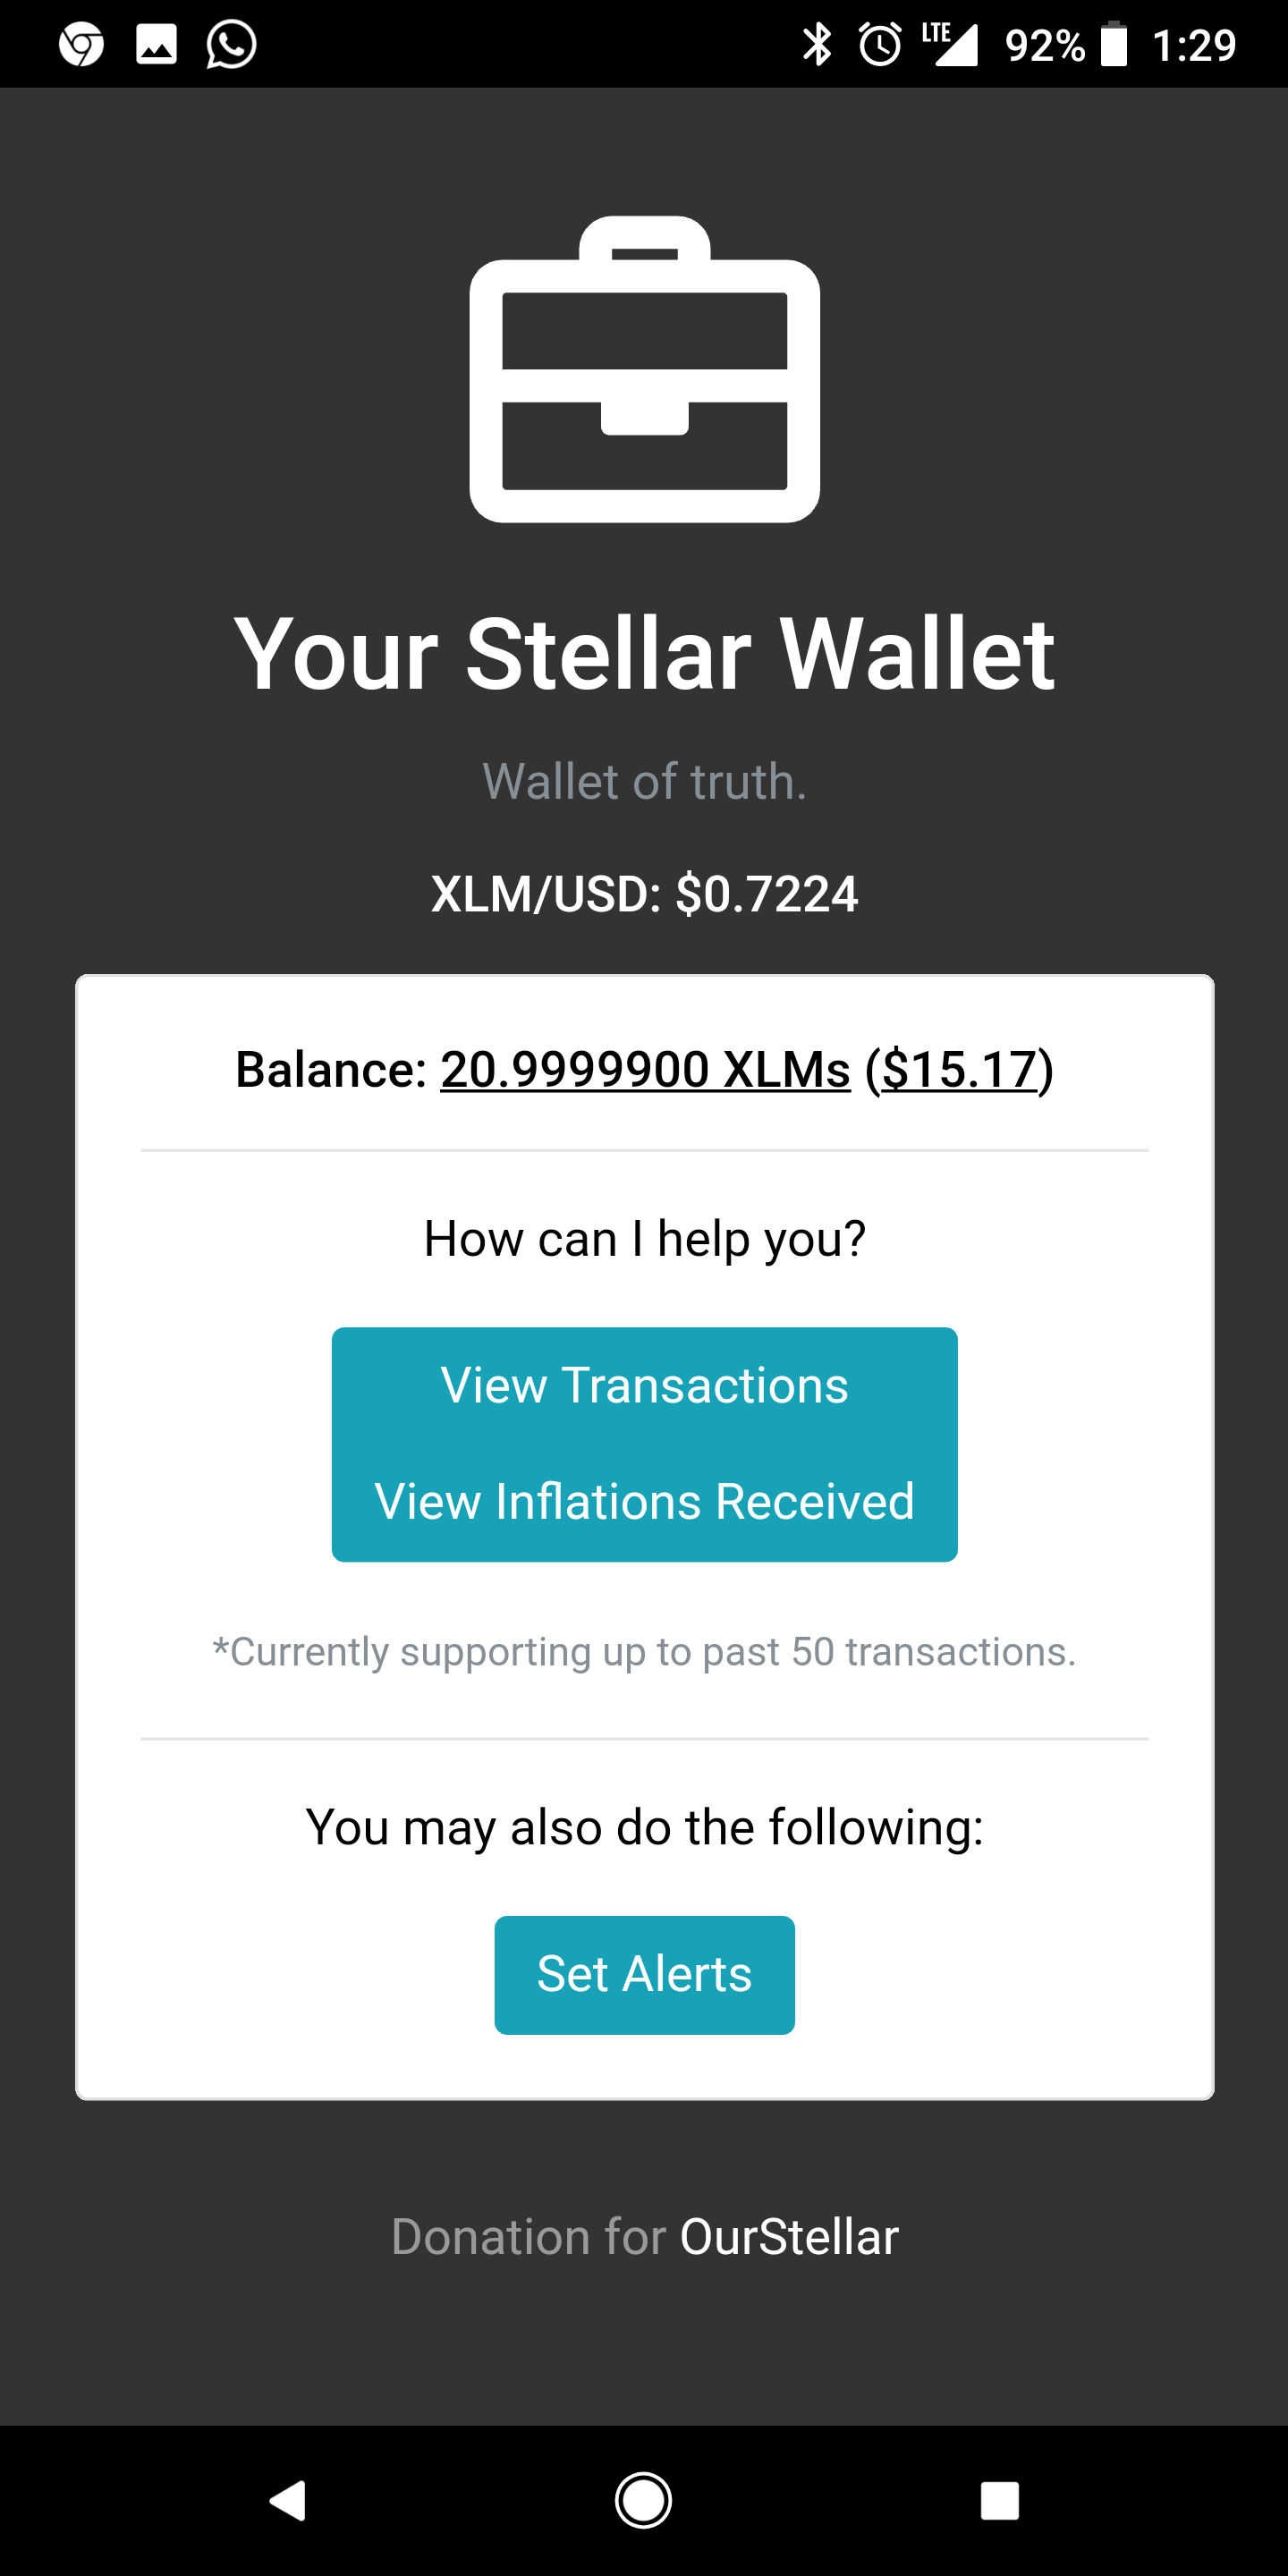 LTE 92% 1:29
Your Stellar Wallet
Wallet of truth.
XLM/USD: $0.7224
Balance: 20.9999900 XLMs ($15.17)
How can I help you?
View Transactions
View Inflations Received
*Currently supporting up to past 50 transactions.
You may also do the following:
Set Alerts
Donation for OurStellar